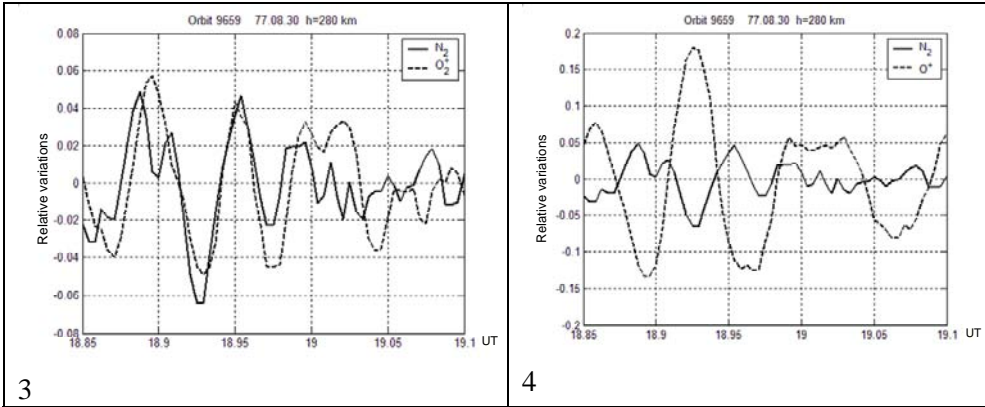 Orbit 9659 77.08.30 h=280 km
0.08
0.06
0.04
0.02
0
-0.02
-0.04
-0.06
-0.08
Relative variations
N2
O2+
18.85 18.9 18.95 19 19.05 19.1 UT
3
Orbit 9659 77.08.30 h=280 km
0.2
0.15
0.1
0.05
0
-0.05
-0.1
-0.15
-0.2
Relative variations
N2
O+
18.85 18.9 18.95 19 19.05 19.1 UT
4